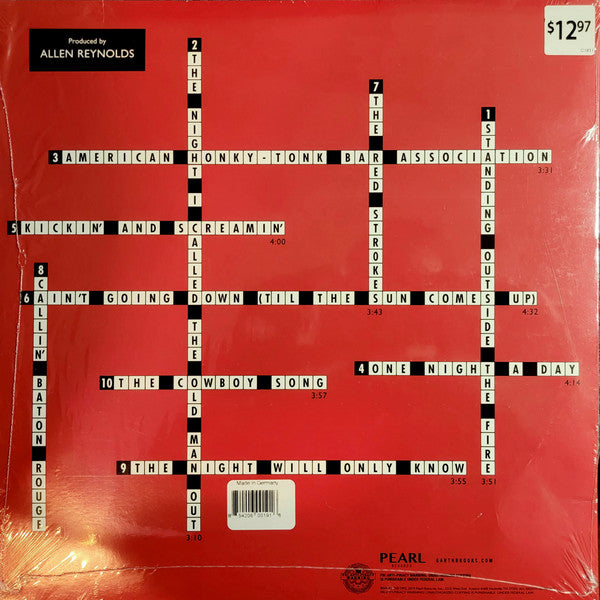 Produced by
ALLEN REYNOLDS
$12.97
2 THE NIGHT I CALLED THE OLD MAN OUT
3:10
7 THE RED STROKES
3:43
1 STANDING OUTSIDE THE FIRE
3:51
3 AMERICAN HONKY-TONK BAR ASSOCIATION
3:31
5 KICKIN' AND SCREAMIN'
4:00
8 CALLIN' BATON ROUGE
6 AIN'T GOING DOWN (TIL THE SUN COMES UP)
4:32
4 ONE NIGHT A DAY
4:14
10 THE COWBOY SONG
3:57
9 THE NIGHT WILL ONLY KNOW
3:55
Made in Germany
PEARL
RECORDS
GARTHBROOKS.COM